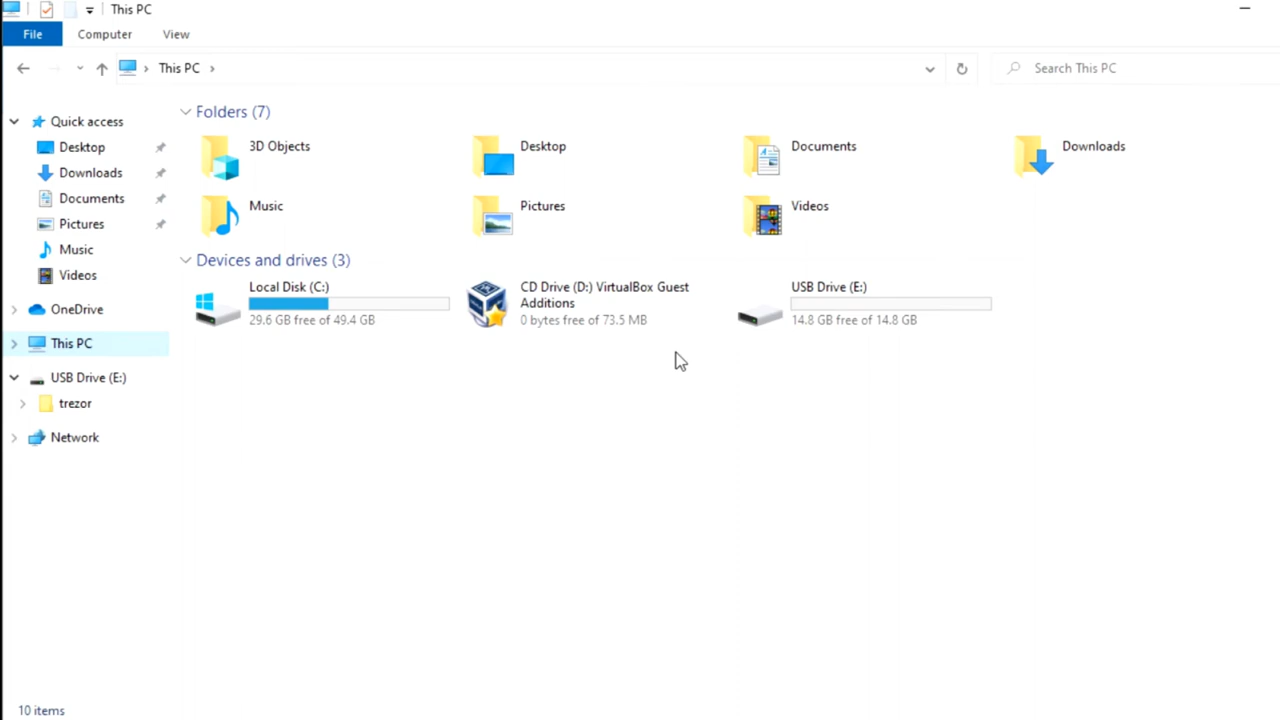 This PC
File
Computer
View
This PC
Search This PC
Quick access
Desktop
Downloads
Documents
Pictures
Music
Videos
OneDrive
This PC
USB Drive (E:)
trezor
Network
Folders (7)
3D Objects
Desktop
Documents
Downloads
Music
Pictures
Videos
Devices and drives (3)
Local Disk (C:)
29.6 GB free of 49.4 GB
CD Drive (D:) VirtualBox Guest
Additions
0 bytes free of 73.5 MB
USB Drive (E:)
14.8 GB free of 14.8 GB
10 items